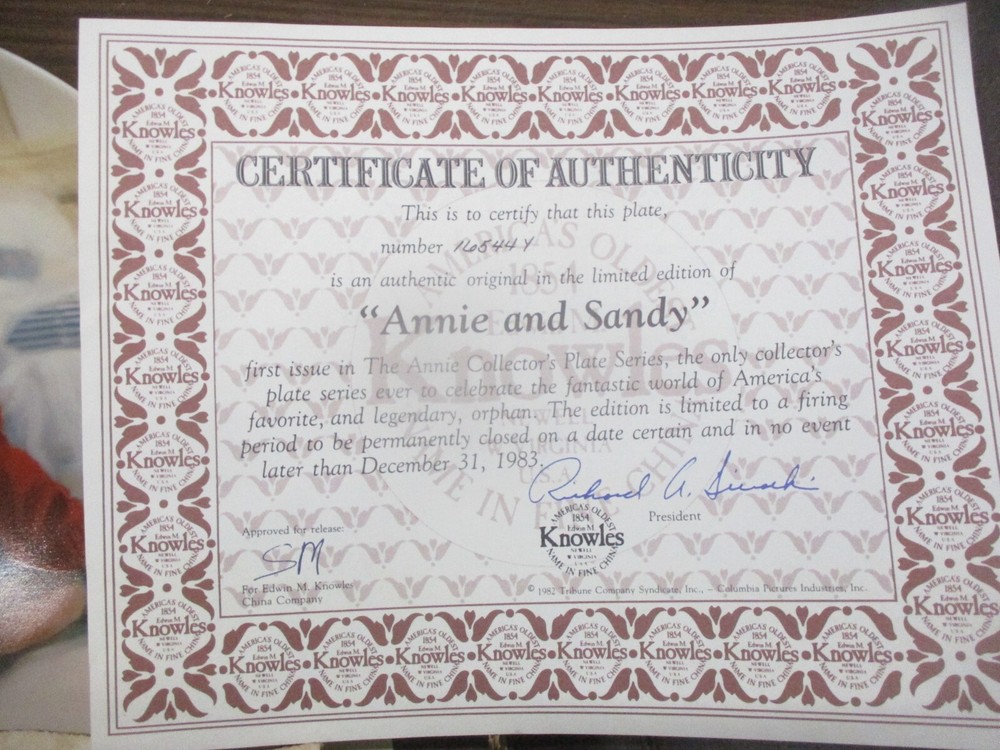 CERTIFICATE OF AUTHENTICITY
This is to certify that this plate,
number 16544Y
is an authentic original in the limited edition of
“Annie and Sandy”
first issue in The Annie Collector's Plate Series, the only collector's
plate series ever to celebrate the fantastic world of America's
favorite, and legendary, orphan. The edition is limited to a firing
period to be permanently closed on a date certain and in no event
later than December 31, 1983.
Richard A.
President
Approved for release:
SM
For Edwin M. Knowles
China Company
AMERICA'S OLDEST
1854
Edwin M.
Knowles
NEWELL
W VIRGINIA
U.S.A.
NAME IN FINE CHINA
© 1982 Tribune Company Syndicate, Inc., – Columbia Pictures Industries, Inc.